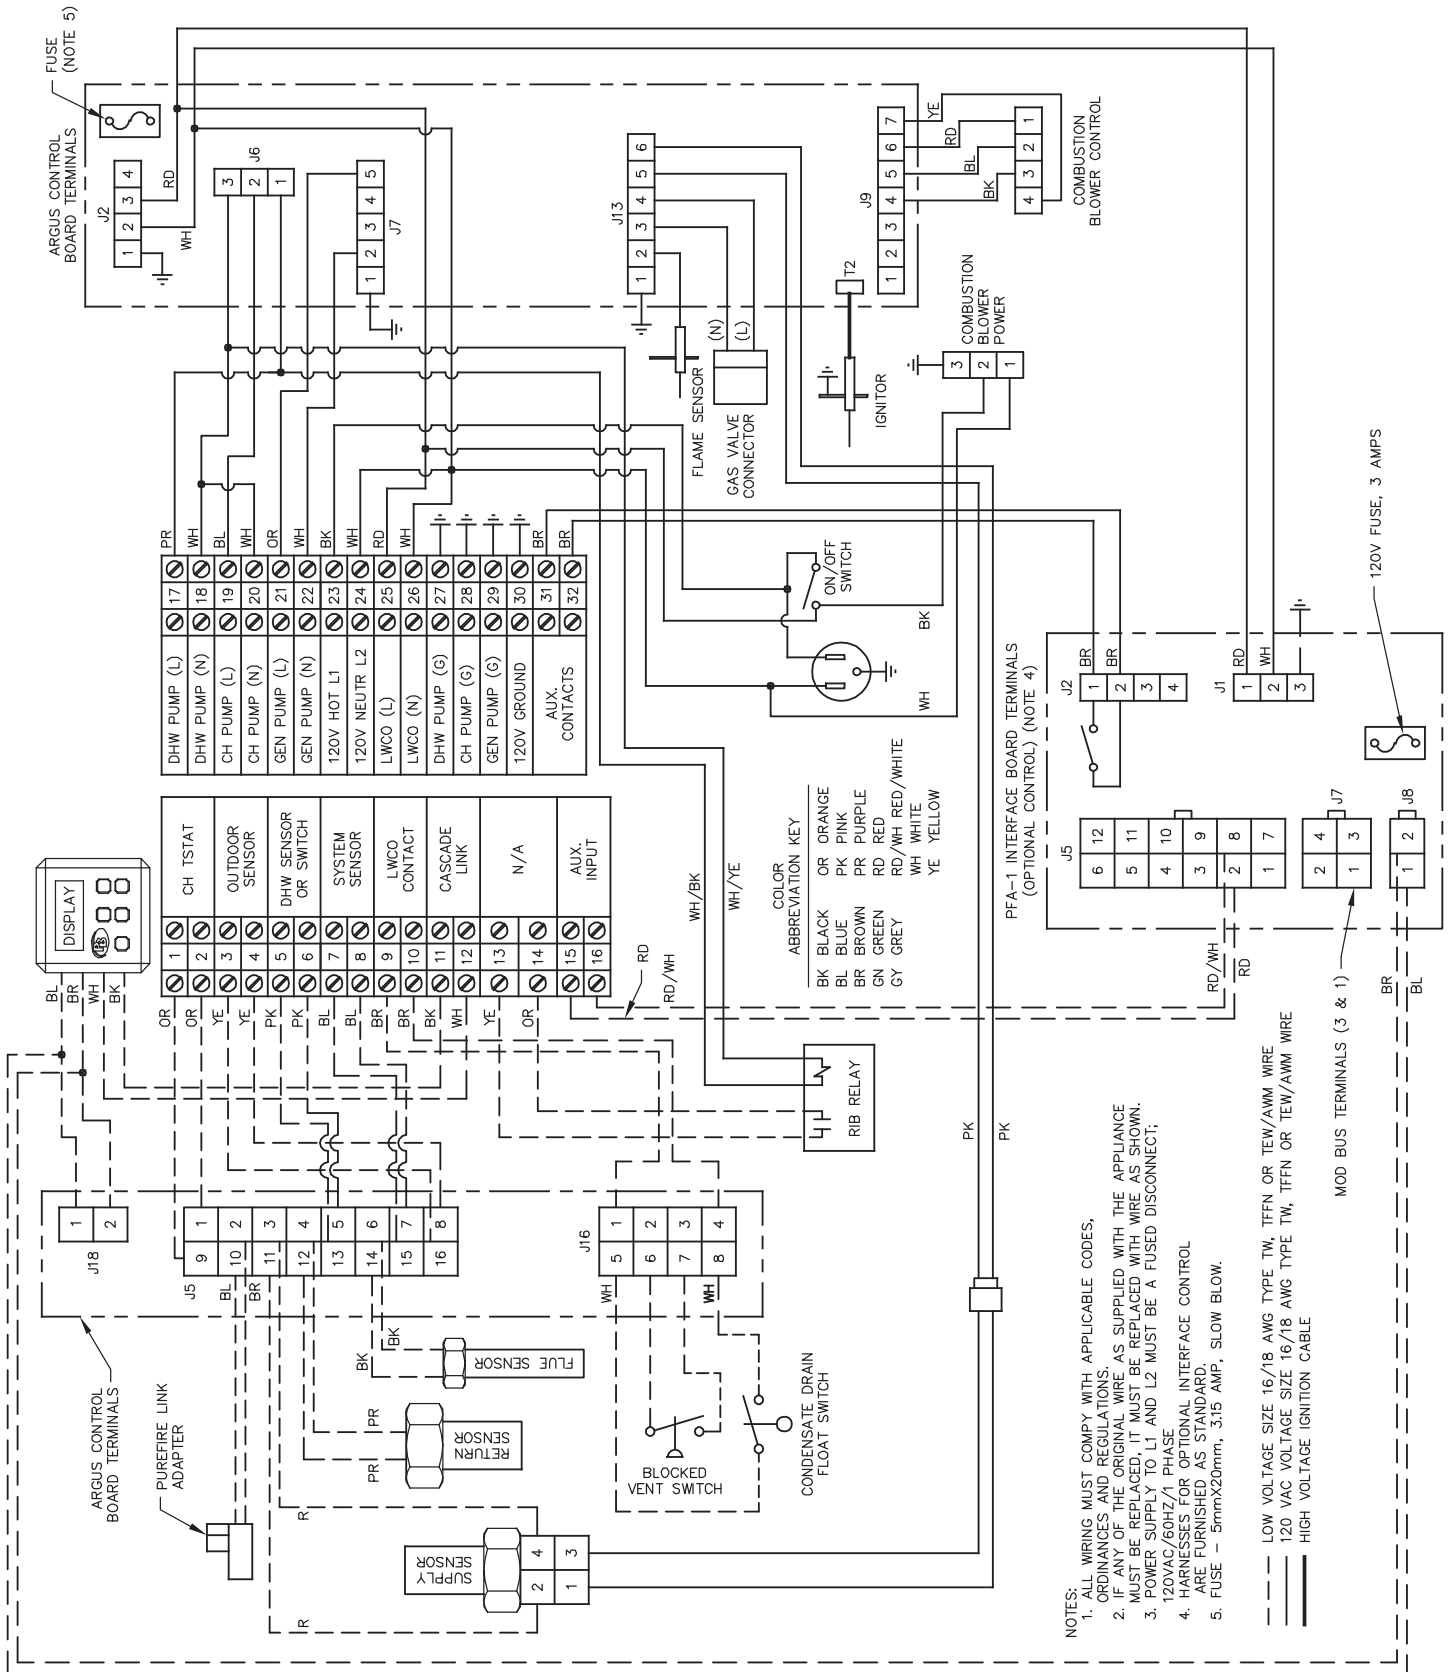 FUSE
(NOTE 5)
ARGUS CONTROL
BOARD TERMINALS
J2
1 2 3 4
RD
WH
J6
3
2
1
J7
1 2 3 4 5
J13
1 2 3 4 5 6
J9
1 2 3 4 5 6 7
YE
RD
BL
BK
4 3 2 1
COMBUSTION
BLOWER CONTROL
T2
IGNITOR
COMBUSTION
BLOWER
POWER
3
2
1
(N)
(L)
FLAME SENSOR
GAS VALVE
CONNECTOR
PR
WH
BL
WH
OR
WH
BK
WH
RD
WH
BR
BR
17 DHW PUMP (L)
18 DHW PUMP (N)
19 CH PUMP (L)
20 CH PUMP (N)
21 GEN PUMP (L)
22 GEN PUMP (N)
23 120V HOT L1
24 120V NEUTR L2
25 LWCO (L)
26 LWCO (N)
27 DHW PUMP (G)
28 CH PUMP (G)
29 GEN PUMP (G)
30 120V GROUND
31
32
AUX.
CONTACTS
ON/OFF
SWITCH
BK
WH
120V FUSE, 3 AMPS
PFA-1 INTERFACE BOARD TERMINALS
(OPTIONAL CONTROL) (NOTE 4)
J2
BR
BR
1
2
3
4
J1
RD
WH
1
2
3
J5
6 12
5 11
4 10
3 9
2 8
1 7
J7
2 4
1 3
J8
1 2
RD/WH
RD
BR
BL
MOD BUS TERMINALS (3 & 1)
DISPLAY
PB
BL
BR
WH
BK
1
2
CH TSTAT
3
4
OUTDOOR
SENSOR
5
6
DHW SENSOR
OR SWITCH
7
8
SYSTEM
SENSOR
9
10
LWCO
CONTACT
11
12
CASCADE
LINK
13
14
N/A
15
16
AUX.
INPUT
OR
OR
YE
YE
PK
PK
BL
BL
BR
BR
BK
WH
YE
OR
RD
RD/WH
WH/BK
WH/YE
COLOR
ABBREVIATION KEY
BK BLACK OR ORANGE
BL BLUE PK PINK
BR BROWN PR PURPLE
GN GREEN RD RED
GY GREY RD/WH RED/WHITE
WH WHITE
YE YELLOW
RIB RELAY
PK
PK
J18
1
2
J5
9 1
10 2
11 3
12 4
13 5
14 6
15 7
16 8
BL
BR
J16
5 1
6 2
7 3
8 4
WH
WH
ARGUS CONTROL
BOARD TERMINALS
PUREFIRE LINK
ADAPTER
BK
BK
FLUE SENSOR
PR
PR
RETURN
SENSOR
R
R
SUPPLY
SENSOR
2 4
1 3
BLOCKED
VENT SWITCH
CONDENSATE DRAIN
FLOAT SWITCH
NOTES:
1. ALL WIRING MUST COMPY WITH APPLICABLE CODES,
ORDINANCES AND REGULATIONS.
2. IF ANY OF THE ORIGINAL WIRE AS SUPPLIED WITH THE APPLIANCE
MUST BE REPLACED, IT MUST BE REPLACED WITH WIRE AS SHOWN.
3. POWER SUPPLY TO L1 AND L2 MUST BE A FUSED DISCONNECT;
120VAC/60HZ/1 PHASE
4. HARNESSES FOR OPTIONAL INTERFACE CONTROL
ARE FURNISHED AS STANDARD.
5. FUSE – 5mmX20mm, 3.15 AMP, SLOW BLOW.
LOW VOLTAGE SIZE 16/18 AWG TYPE TW, TFFN OR TEW/AWM WIRE
120 VAC VOLTAGE SIZE 16/18 AWG TYPE TW, TFFN OR TEW/AWM WIRE
HIGH VOLTAGE IGNITION CABLE